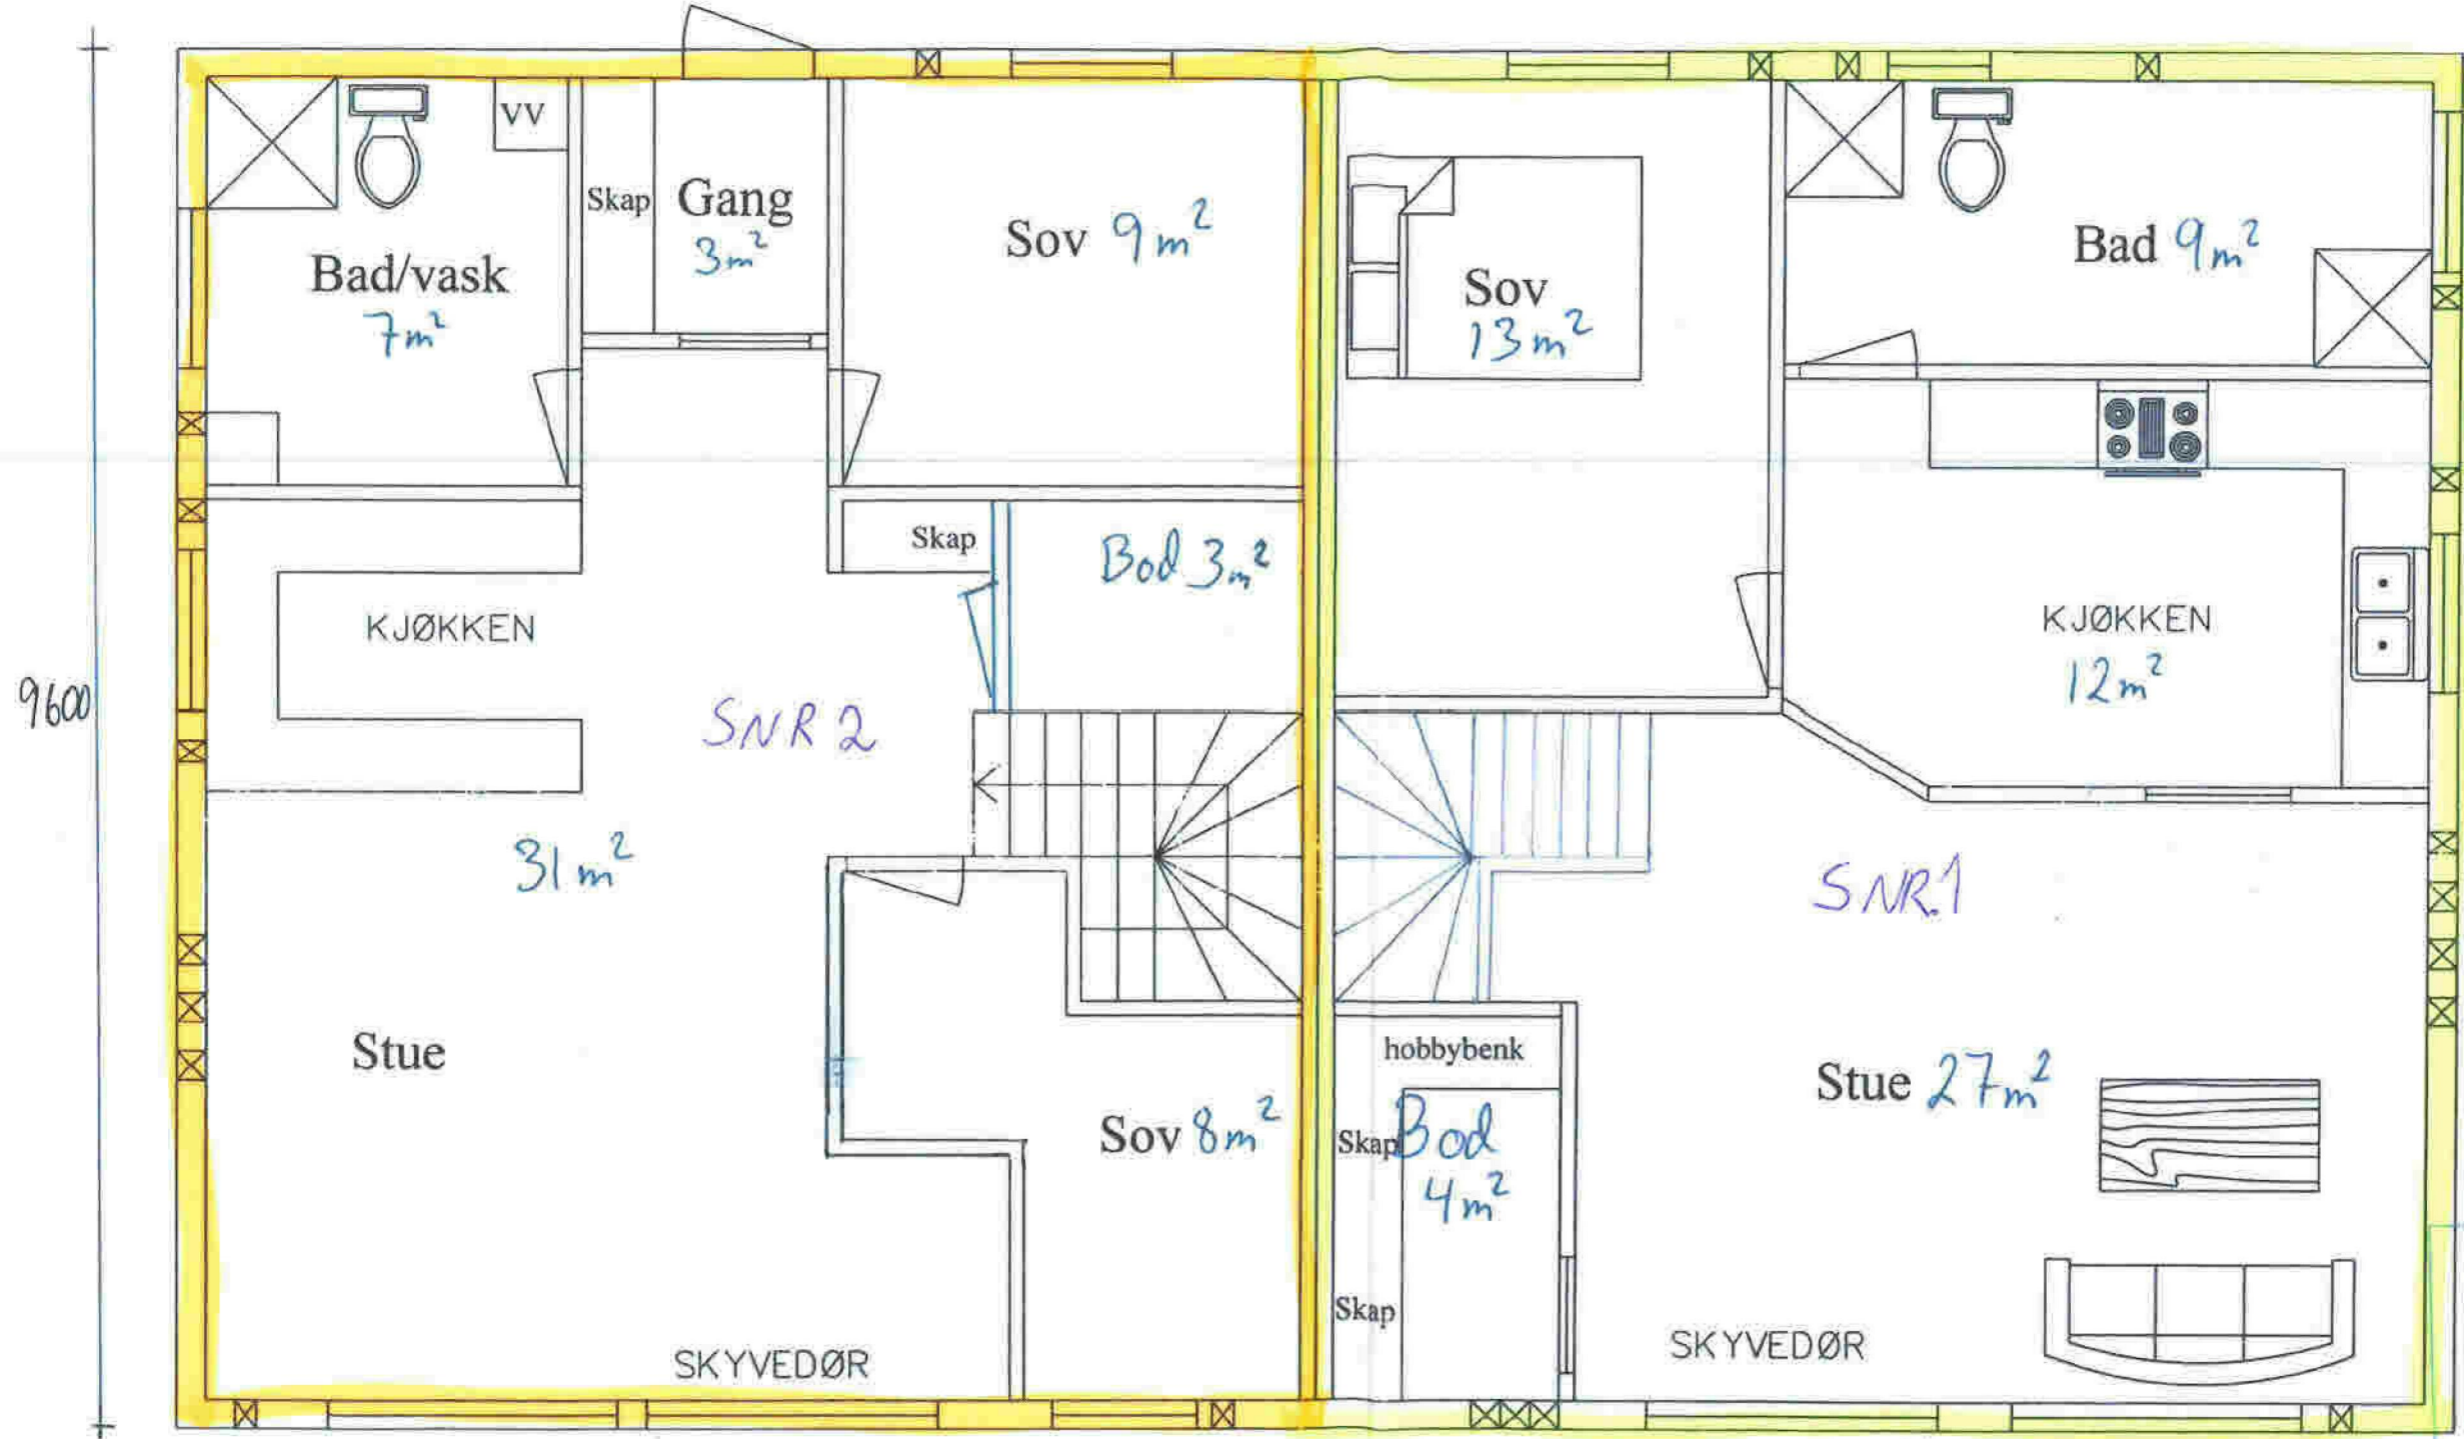 VV
Skap
Gang
3m²
Bad/vask
7m²
Sov 9m²
Sov
13m²
Bad 9m²
Skap
Bod 3m²
KJØKKEN
KJØKKEN
12m²
9600
SNR 2
31m²
SNR.1
Stue
hobbybenk
Stue 27m²
Sov 8m²
Skap
Bod
4m²
Skap
SKYVEDØR
SKYVEDØR